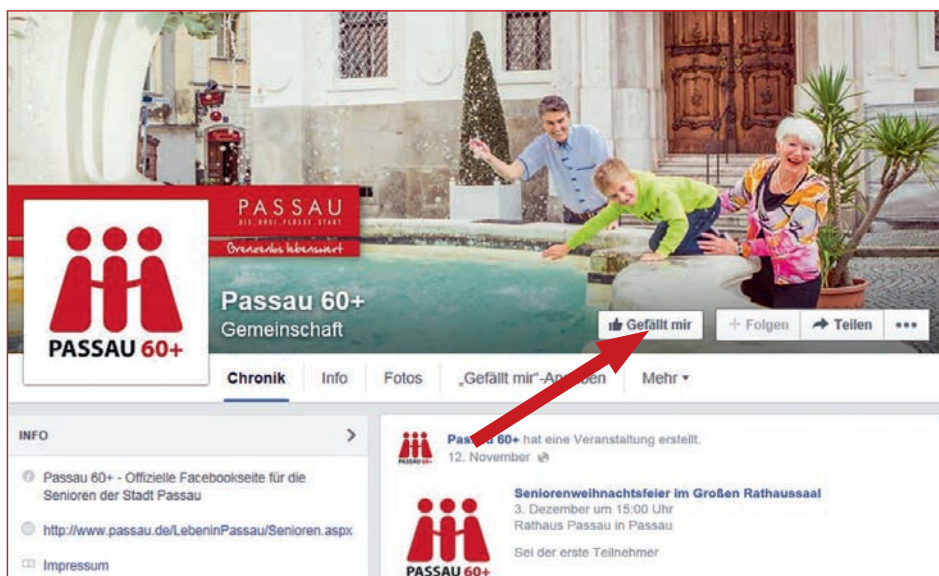 PASSAU
DIE DREI FLÜSSE STADT
Grenzenlos lebenswert
PASSAU 60+
Passau 60+
Gemeinschaft
Gefällt mir
+ Folgen
Teilen
Chronik Info Fotos „Gefällt mir“- Mehr
INFO
Passau 60+ - Offizielle Facebookseite für die
Senioren der Stadt Passau
http://www.passau.de/LebeninPassau/Senioren.aspx
Impressum
PASSAU 60+
Passau 60+ hat eine Veranstaltung erstellt.
12. November
PASSAU 60+
Seniorenweihnachtsfeier im Großen Rathaussaal
3. Dezember um 15:00 Uhr
Rathaus Passau in Passau
Sei der erste Teilnehmer